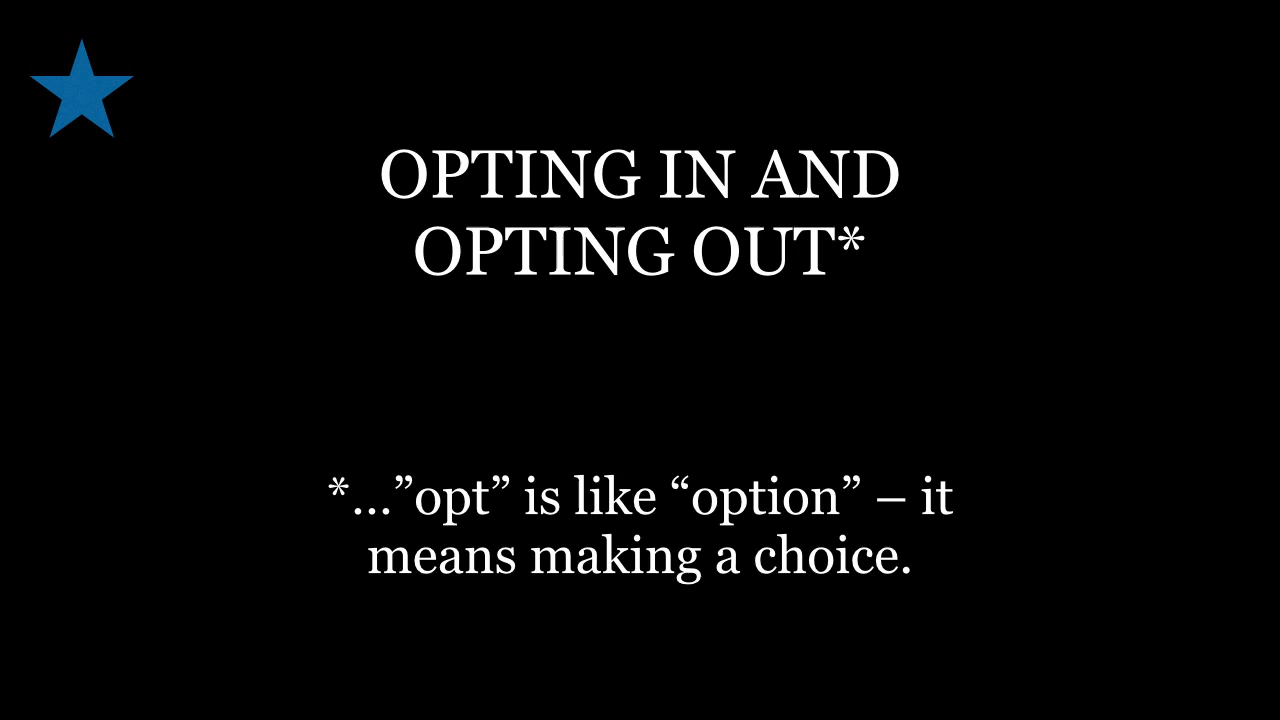 OPTING IN AND
OPTING OUT*
*...”opt” is like “option” – it
means making a choice.